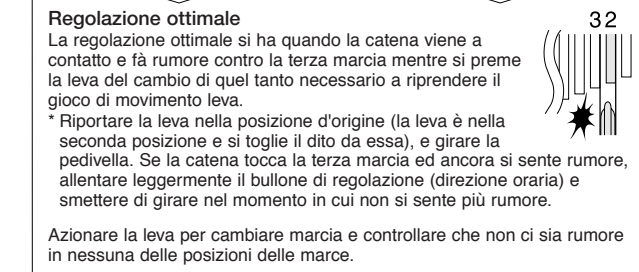 Regolazione ottimale
La regolazione ottimale si ha quando la catena viene a
contatto e fà rumore contro la terza marcia mentre si preme
la leva del cambio di quel tanto necessario a riprendere il
gioco di movimento leva.
* Riportare la leva nella posizione d'origine (la leva è nella
seconda posizione e si toglie il dito da essa), e girare la
pedivella. Se la catena tocca la terza marcia ed ancora si sente rumore,
allentare leggermente il bullone di regolazione (direzione oraria) e
smettere di girare nel momento in cui non si sente più rumore.
Azionare la leva per cambiare marcia e controllare che non ci sia rumore
in nessuna delle posizioni delle marce.
3 2